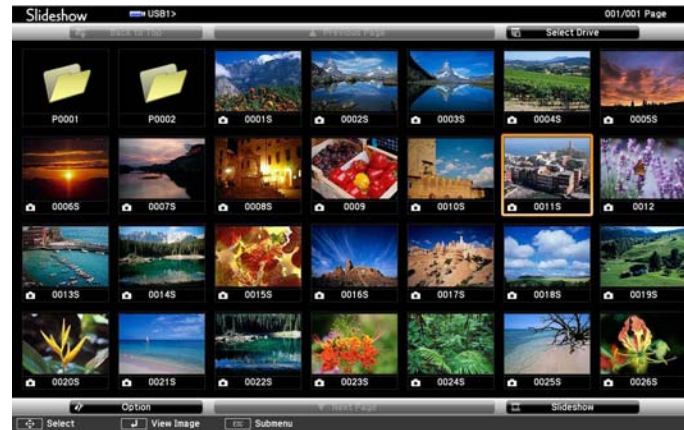 Slideshow USB1> 001/001 Page
Back to Top Previous Page Select Drive
P0001 P0002 0001S 0002S 0003S 0004S 0005S
0006S 0007S 0008S 0009 0010S 0011S 0012
0013S 0014S 0015S 0016S 0017S 0018S 0019S
0020S 0021S 0022S 0023S 0024S 0025S 0026S
Option Next Page Slideshow
Select View Image Esc Submenu